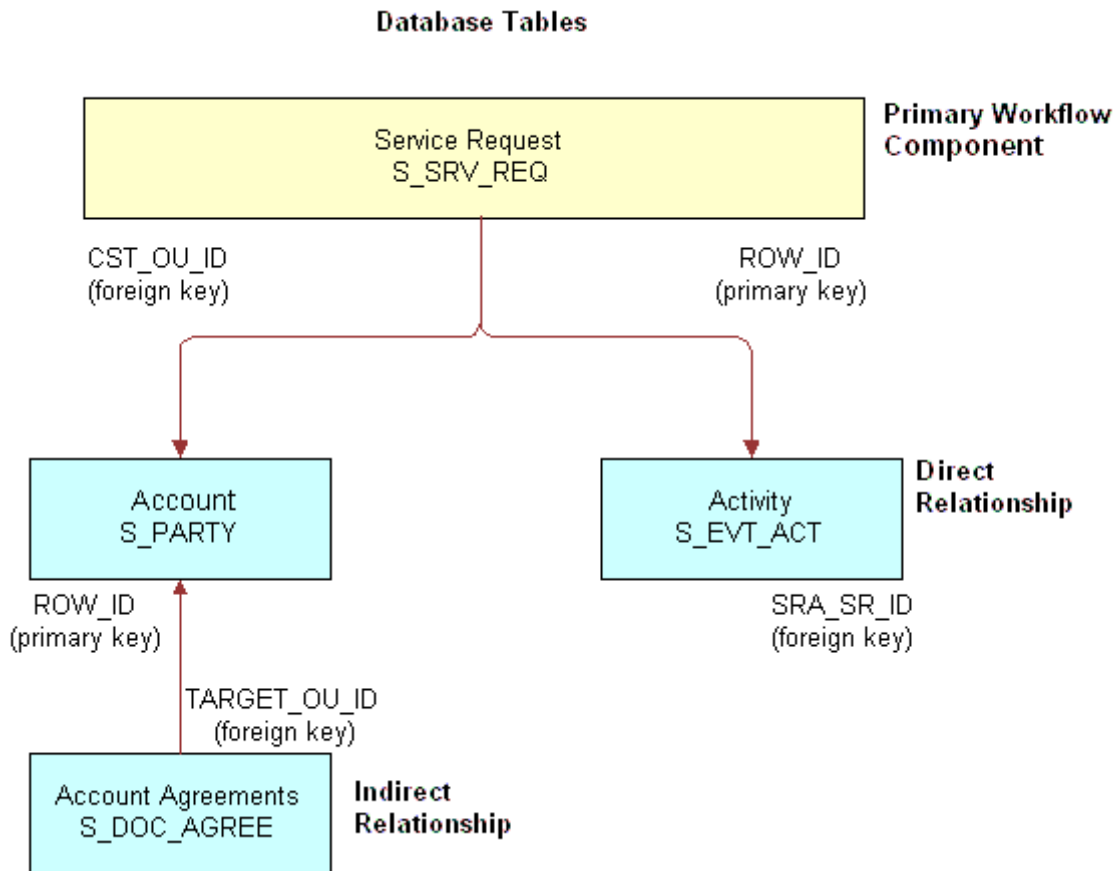 Database Tables
Service Request
S_SRV_REQ
Primary Workflow
Component
CST_OU_ID
(foreign key)
ROW_ID
(primary key)
Account
S_PARTY
Activity
S_EVT_ACT
Direct
Relationship
ROW_ID
(primary key)
SRA_SR_ID
(foreign key)
TARGET_OU_ID
(foreign key)
Account Agreements
S_DOC_AGREE
Indirect
Relationship